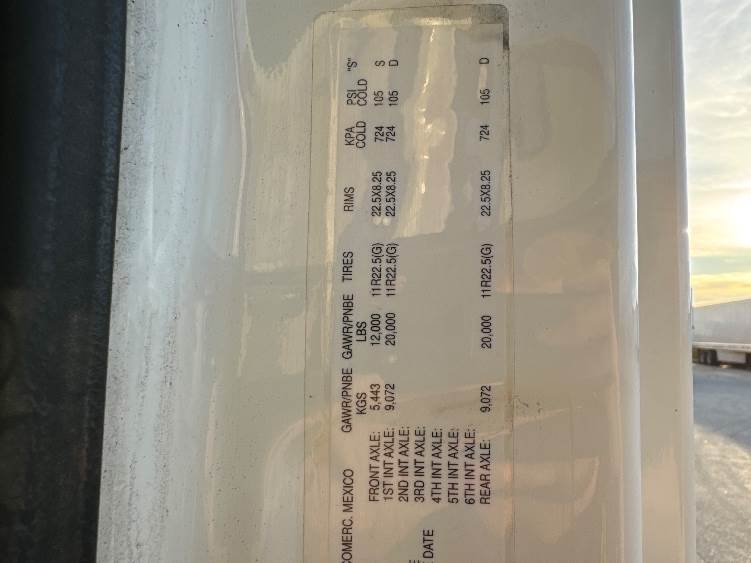 COMERC. MEXICO GAWR/PNBE GAWR/PNBE TIRES RIMS KPA PSI "S"
KGS LBS COLD COLD
FRONT AXLE: 5,443 12,000 11R22.5(G) 22.5X8.25 724 105 S
1ST INT AXLE: 9,072 20,000 11R22.5(G) 22.5X8.25 724 105 D
2ND INT AXLE:
3RD INT AXLE:
4TH INT AXLE:
5TH INT AXLE:
6TH INT AXLE:
REAR AXLE: 9,072 20,000 11R22.5(G) 22.5X8.25 724 105 D
DATE